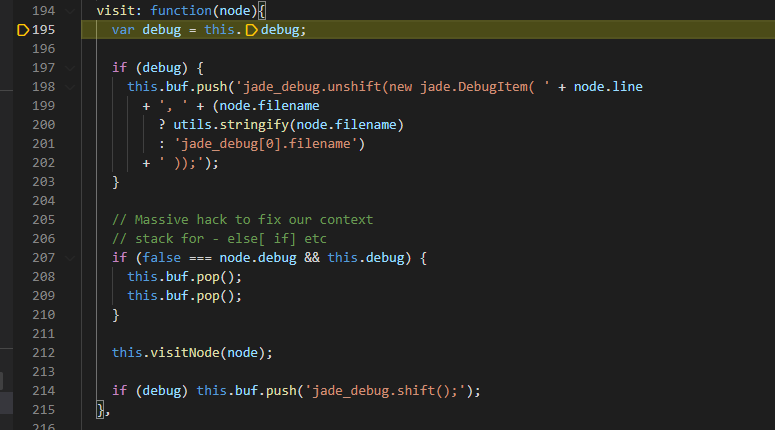 194 visit: function(node){
195 var debug = this.debug;
196
197 if (debug) {
198 this.buf.push('jade_debug.unshift(new jade.DebugItem( ' + node.line
199 + ', ' + (node.filename
200 ? utils.stringify(node.filename)
201 : 'jade_debug[0].filename')
202 + ' ));');
203 }
204
205 // Massive hack to fix our context
206 // stack for - else[ if] etc
207 if (false === node.debug && this.debug) {
208 this.buf.pop();
209 this.buf.pop();
210 }
211
212 this.visitNode(node);
213
214 if (debug) this.buf.push('jade_debug.shift();');
215 },
216